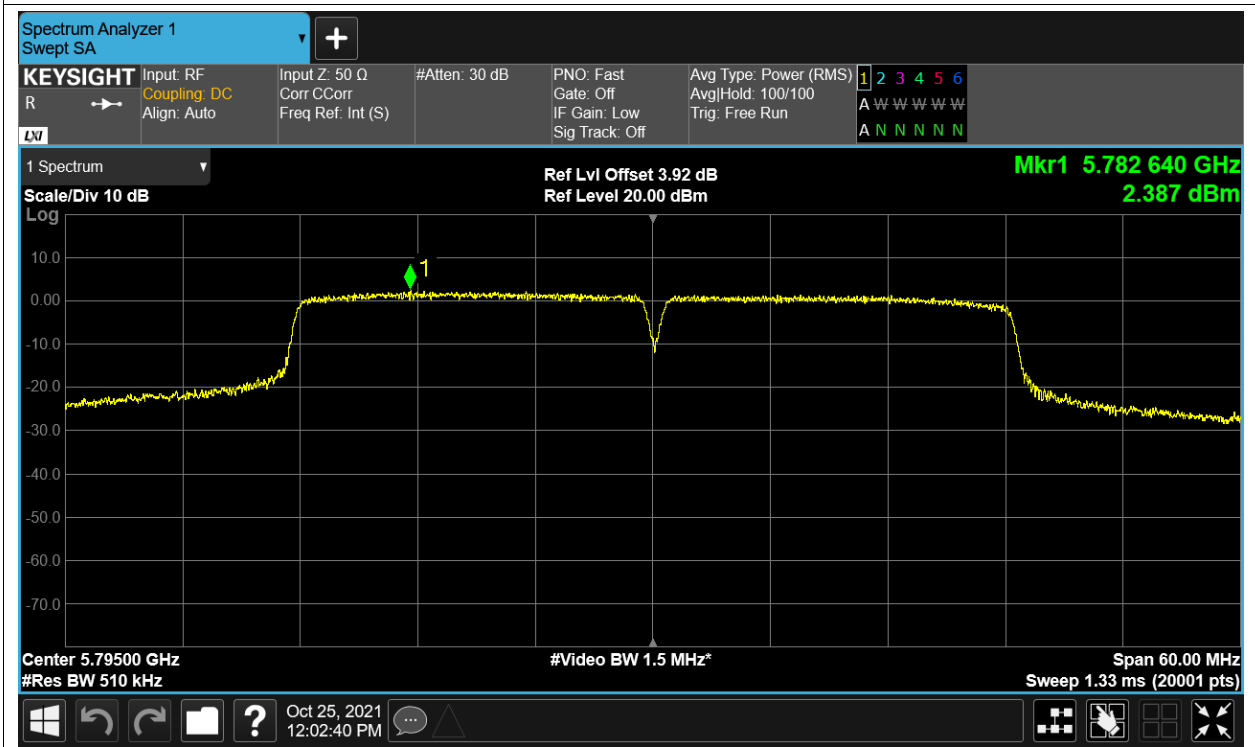 Spectrum Analyzer 1
Swept SA
KEYSIGHT
R
LXI
Input: RF
Coupling: DC
Align: Auto
Input Z: 50 Ω
Corr CCorr
Freq Ref: Int (S)
#Atten: 30 dB
PNO: Fast
Gate: Off
IF Gain: Low
Sig Track: Off
Avg Type: Power (RMS)
Avg|Hold: 100/100
Trig: Free Run
1 2 3 4 5 6
A W W W W W
A N N N N N
1 Spectrum
Scale/Div 10 dB
Log
Ref Lvl Offset 3.92 dB
Ref Level 20.00 dBm
Mkr1 5.782 640 GHz
2.387 dBm
10.0
1
0.00
-10.0
-20.0
-30.0
-40.0
-50.0
-60.0
-70.0
Center 5.79500 GHz
#Res BW 510 kHz
#Video BW 1.5 MHz*
Span 60.00 MHz
Sweep 1.33 ms (20001 pts)
?
Oct 25, 2021
12:02:40 PM